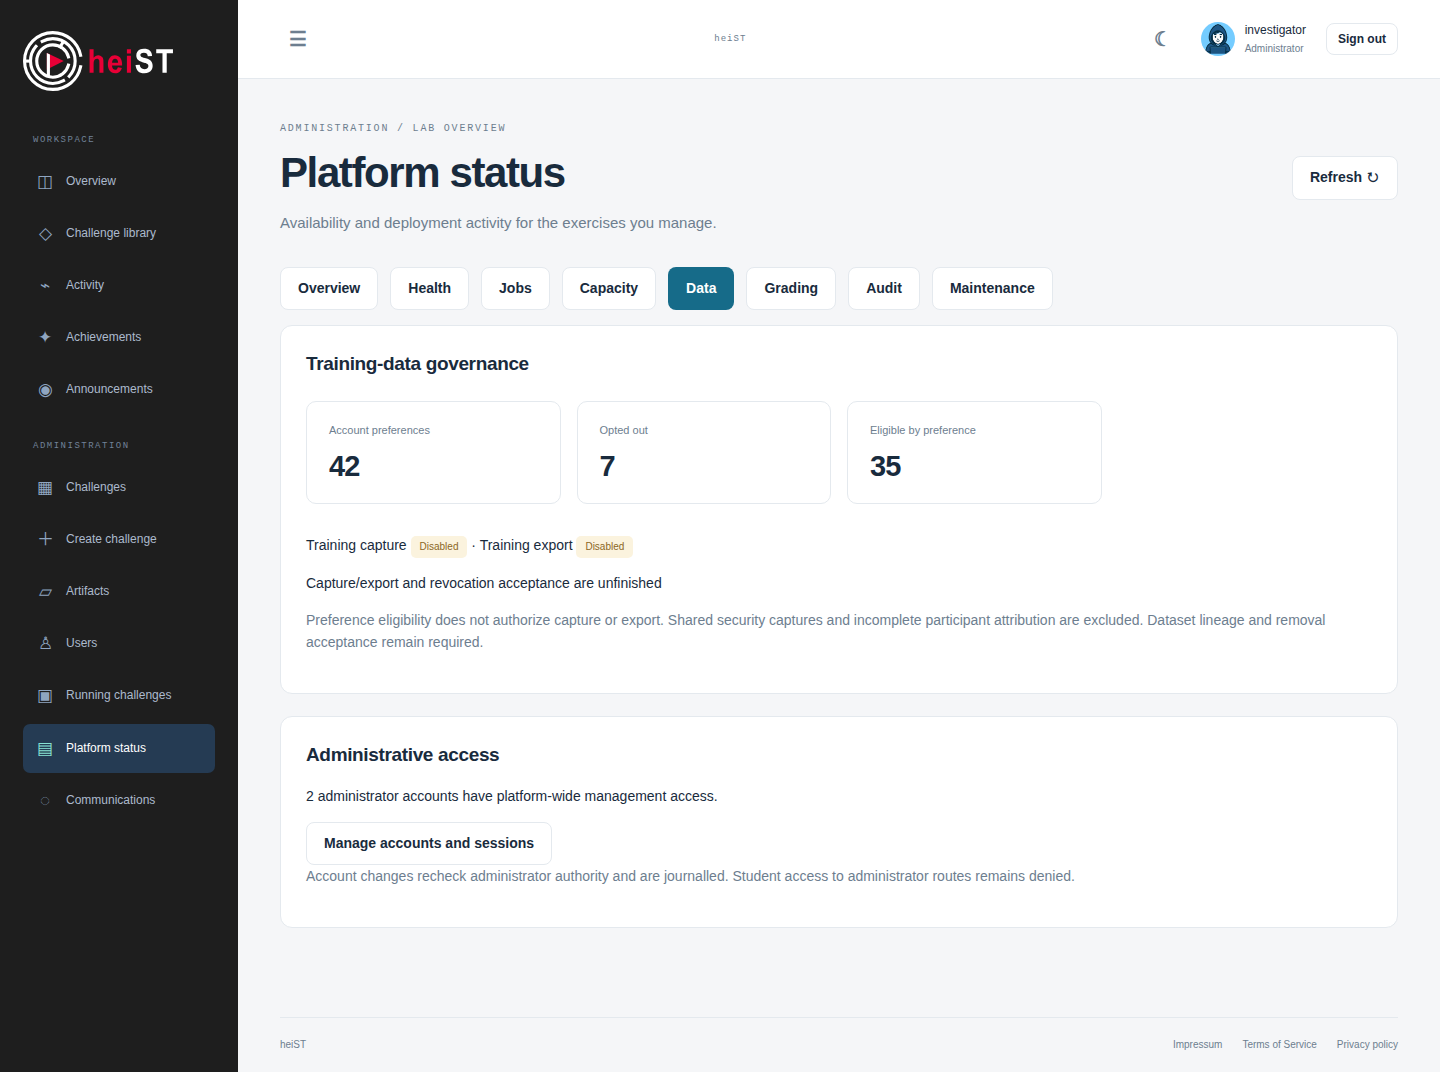 heiST
WORKSPACE
Overview
Challenge library
Activity
Achievements
Announcements
ADMINISTRATION
Challenges
Create challenge
Artifacts
Users
Running challenges
Platform status
Communications
heiST
investigator
Administrator
Sign out
ADMINISTRATION / LAB OVERVIEW
Platform status
Refresh ↻
Availability and deployment activity for the exercises you manage.
Overview Health Jobs Capacity Data Grading Audit Maintenance
Training-data governance
Account preferences Opted out Eligible by preference
42 7 35
Training capture Disabled · Training export Disabled
Capture/export and revocation acceptance are unfinished
Preference eligibility does not authorize capture or export. Shared security captures and incomplete participant attribution are excluded. Dataset lineage and removal
acceptance remain required.
Administrative access
2 administrator accounts have platform-wide management access.
Manage accounts and sessions
Account changes recheck administrator authority and are journalled. Student access to administrator routes remains denied.
heiST Impressum Terms of Service Privacy policy